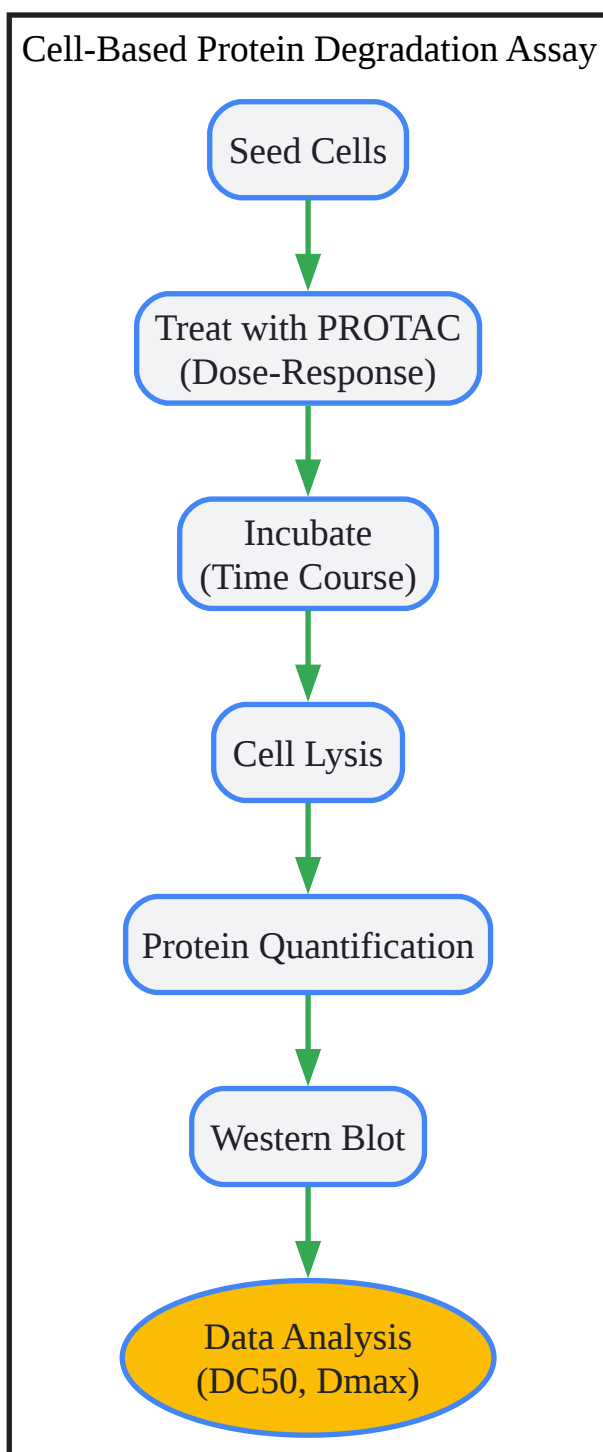 Cell-Based Protein Degradation Assay
Seed Cells
Treat with PROTAC
(Dose-Response)
Incubate
(Time Course)
Cell Lysis
Protein Quantification
Western Blot
Data Analysis
(DC50, Dmax)